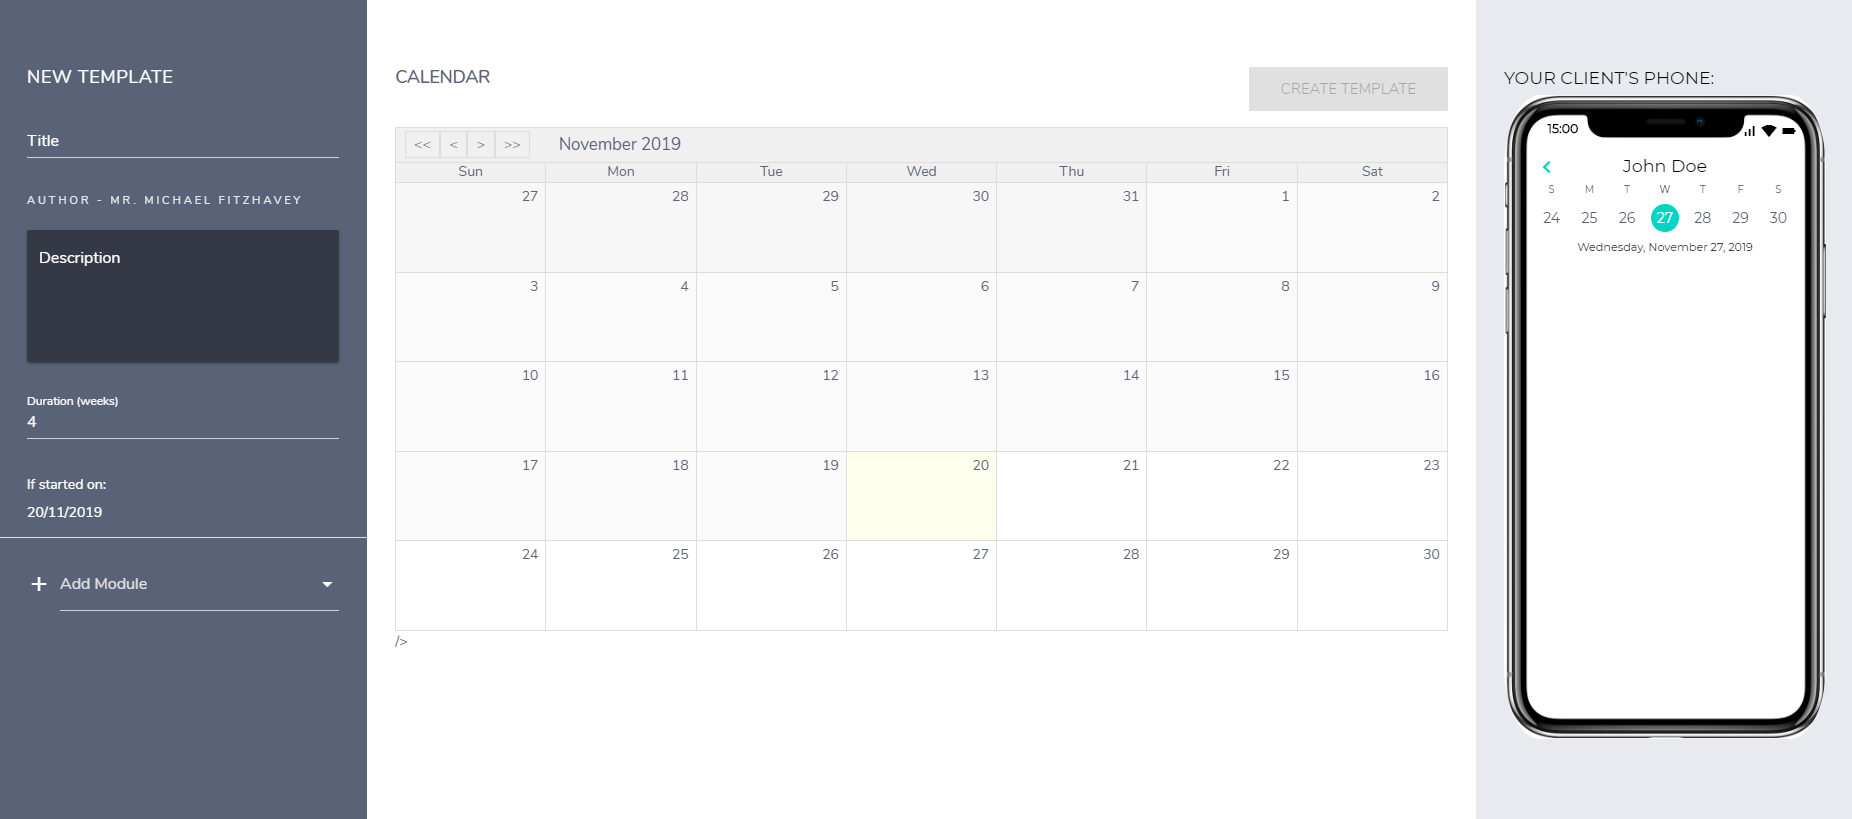 NEW TEMPLATE
Title
AUTHOR - MR. MICHAEL FITZHAVEY
Description
Duration (weeks)
4
If started on:
20/11/2019
+ Add Module
CALENDAR
CREATE TEMPLATE
<< < > >> November 2019
Sun Mon Tue Wed Thu Fri Sat
27 28 29 30 31 1 2
3 4 5 6 7 8 9
10 11 12 13 14 15 16
17 18 19 20 21 22 23
24 25 26 27 28 29 30
/>
YOUR CLIENT'S PHONE:
15:00
John Doe
S M T W T F S
24 25 26 27 28 29 30
Wednesday, November 27, 2019